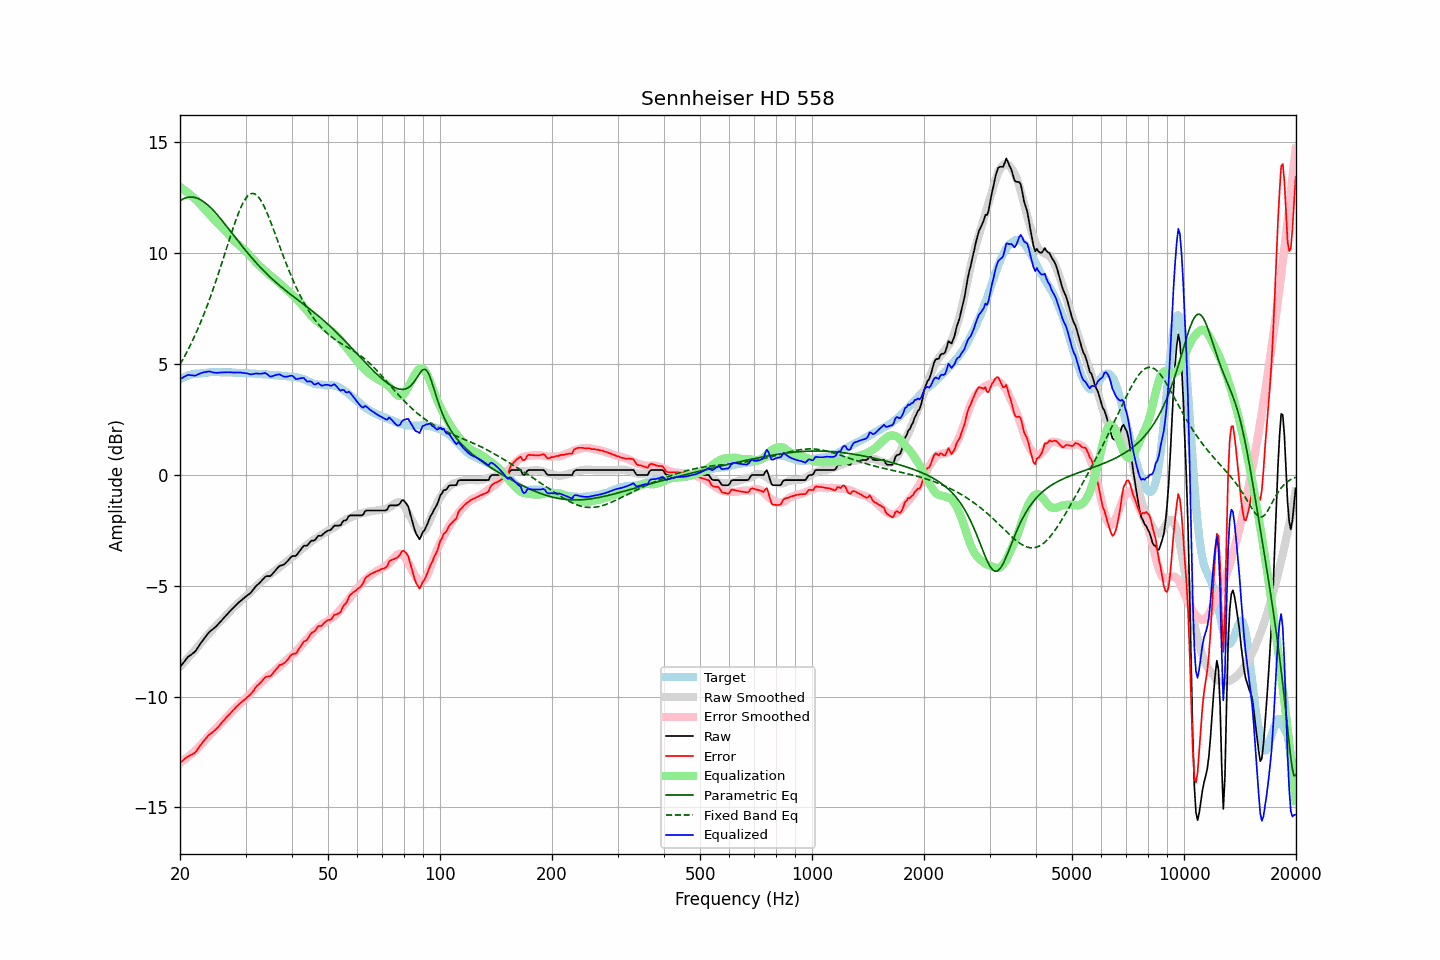 Sennheiser HD 558
Amplitude (dBr)
15
10
5
0
−5
−10
−15
Target
Raw Smoothed
Error Smoothed
Raw
Error
Equalization
Parametric Eq
Fixed Band Eq
Equalized
20 50 100 200 500 1000 2000 5000 10000 20000
Frequency (Hz)